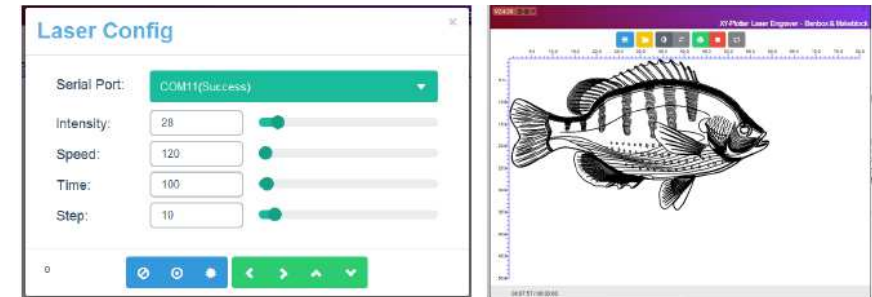 Laser Config
×
Serial Port:
COM11(Success)
Intensity:
28
Speed:
120
Time:
100
Step:
10
0
XY-Plotter Laser Engraver - Benbox & Makeblock